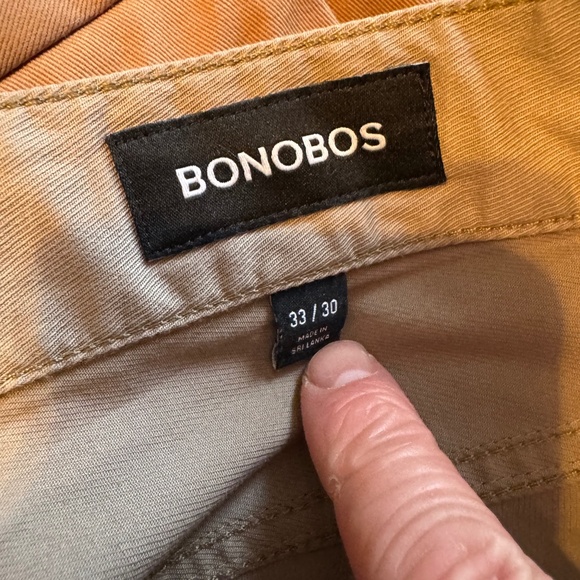 BONOBOS
33 / 30
MADE IN
SRI LANKA